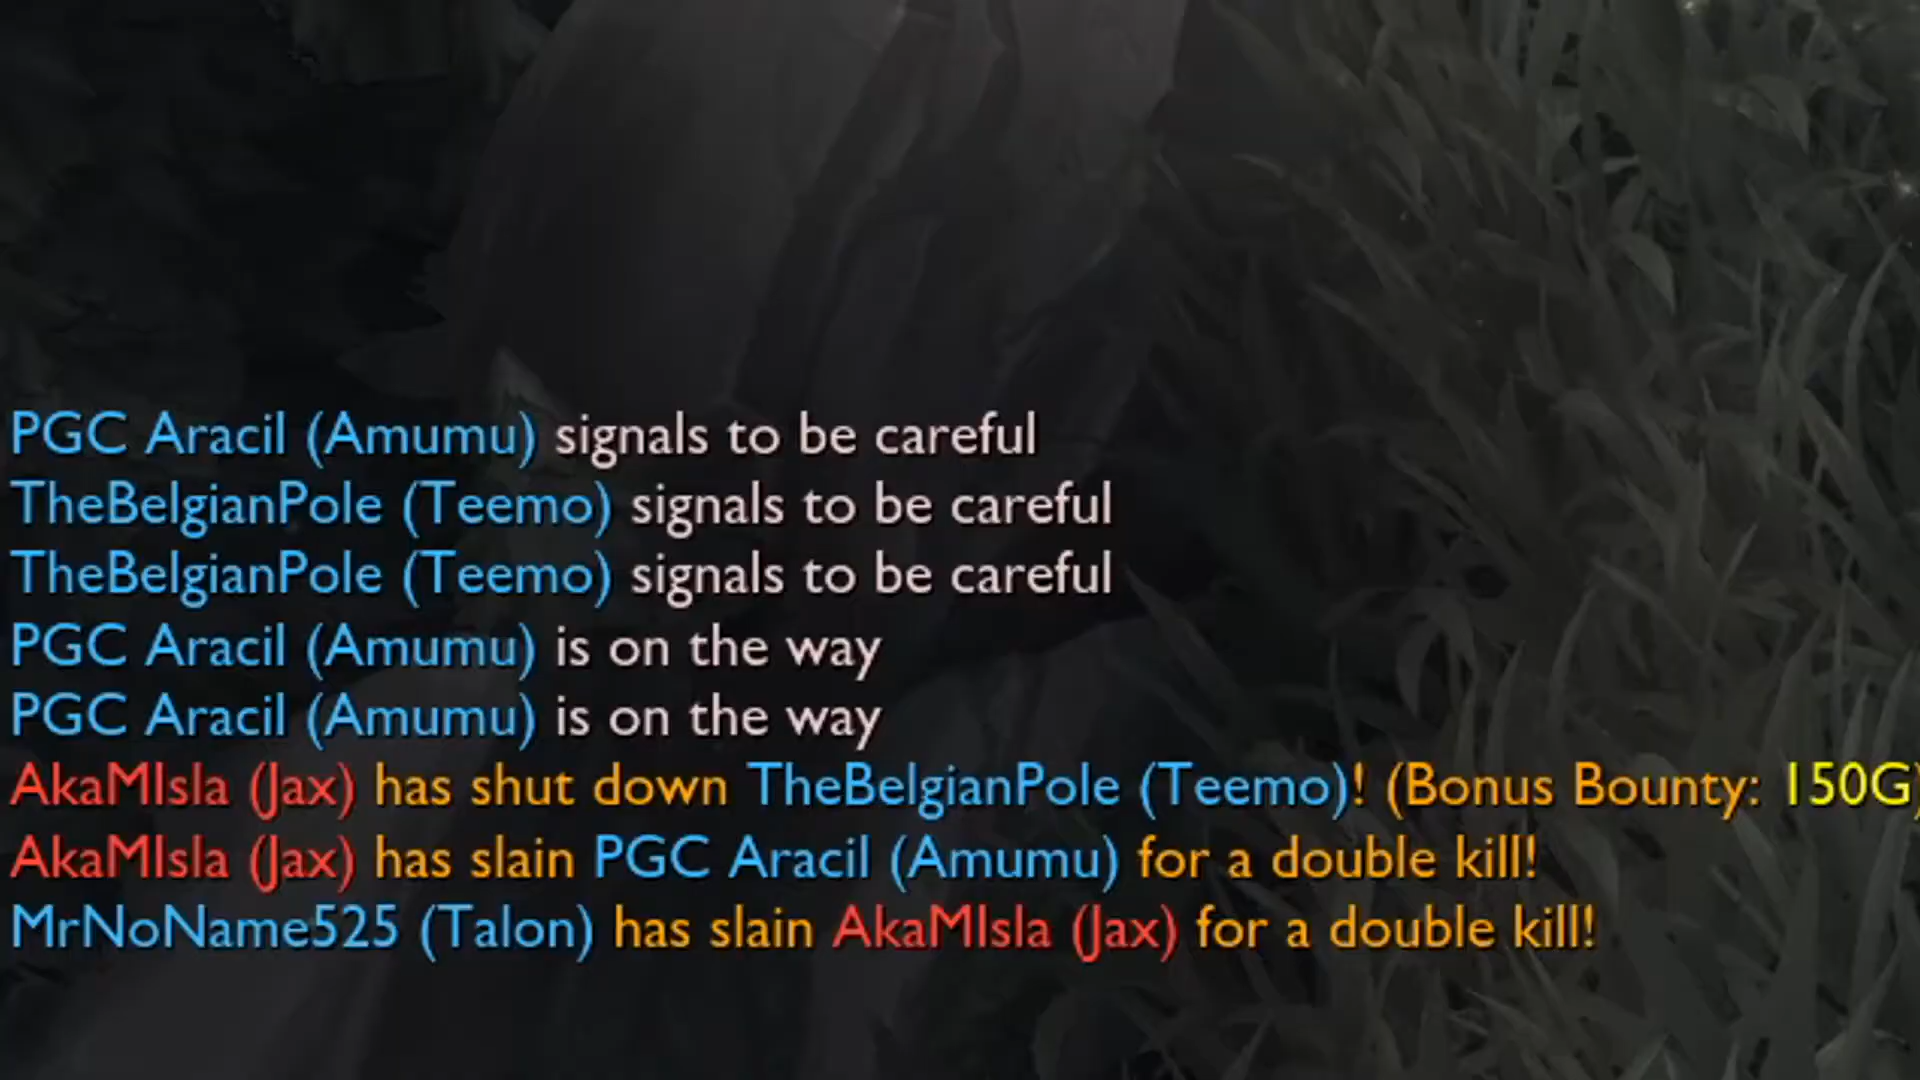 PGC Aracil (Amumu) signals to be careful
TheBelgianPole (Teemo) signals to be careful
TheBelgianPole (Teemo) signals to be careful
PGC Aracil (Amumu) is on the way
PGC Aracil (Amumu) is on the way
AkaMIsla (Jax) has shut down TheBelgianPole (Teemo)! (Bonus Bounty: 150G)
AkaMIsla (Jax) has slain PGC Aracil (Amumu) for a double kill!
MrNoName525 (Talon) has slain AkaMIsla (Jax) for a double kill!